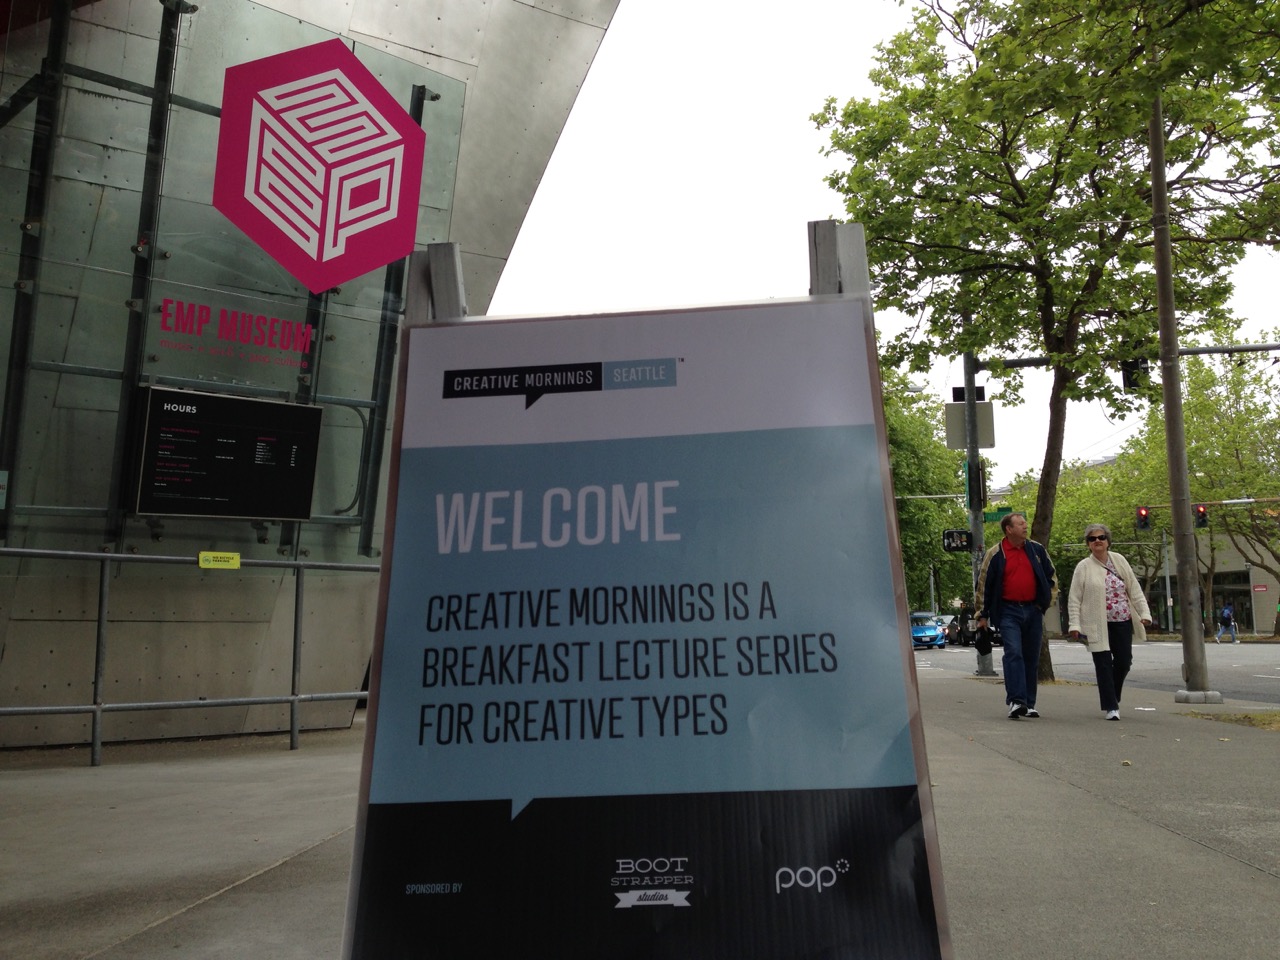 EMP
EMP MUSEUM
HOURS
CREATIVE MORNINGS SEATTLE
WELCOME
CREATIVE MORNINGS IS A
BREAKFAST LECTURE SERIES
FOR CREATIVE TYPES
SPONSORED BY
BOOT
STRAPPER
studios
pop